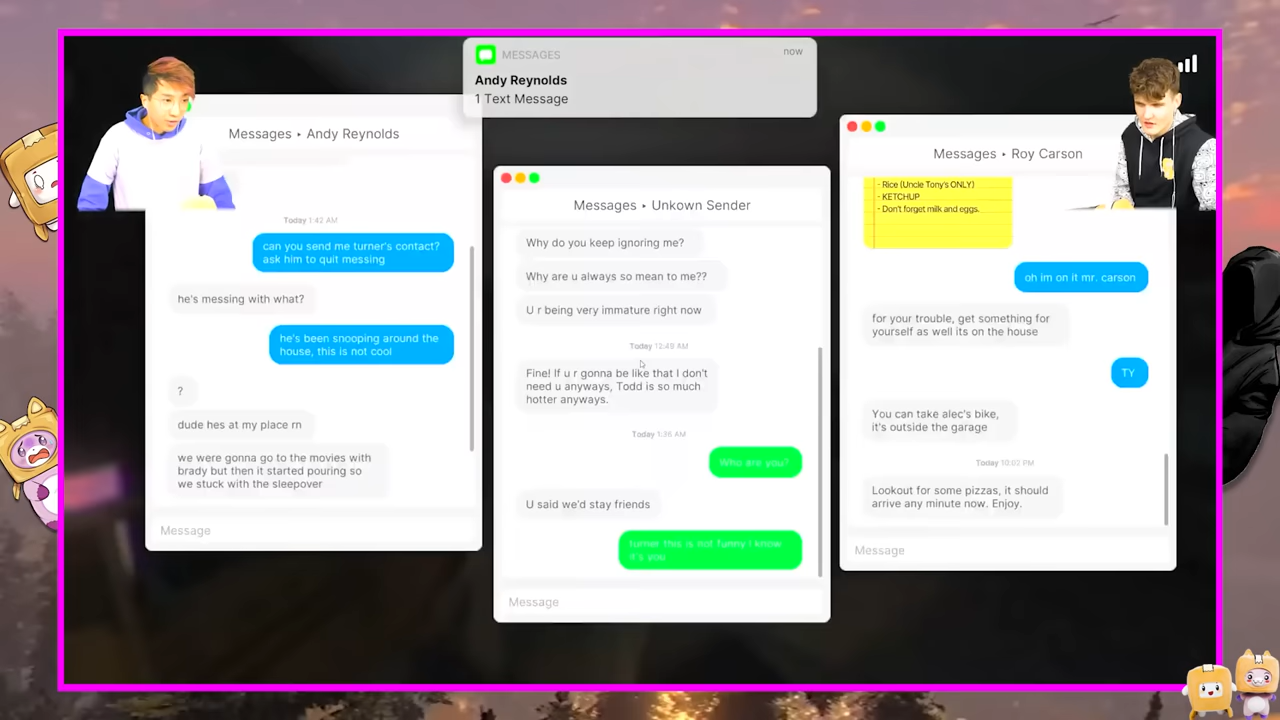 MESSAGES
now
Andy Reynolds
1 Text Message
Messages ‣ Andy Reynolds
Today 1:42 AM
can you send me turner's contact?
ask him to quit messing
he's messing with what?
he's been snooping around the
house, this is not cool
?
dude hes at my place rn
we were gonna go to the movies with
brady but then it started pouring so
we stuck with the sleepover
Message
Messages ‣ Unkown Sender
Why do you keep ignoring me?
Why are u always so mean to me??
U r being very immature right now
Today 12:49 AM
Fine! If u r gonna be like that I don't
need u anyways, Todd is so much
hotter anyways.
Today 1:36 AM
Who are you?
U said we'd stay friends
turner this is not funny i know
it's you
Message
Messages ‣ Roy Carson
- Rice (Uncle Tony's ONLY)
- KETCHUP
- Don't forget milk and eggs.
oh im on it mr. carson
for your trouble, get something for
yourself as well its on the house
TY
You can take alec's bike,
it's outside the garage
Today 10:02 PM
Lookout for some pizzas, it should
arrive any minute now. Enjoy.
Message